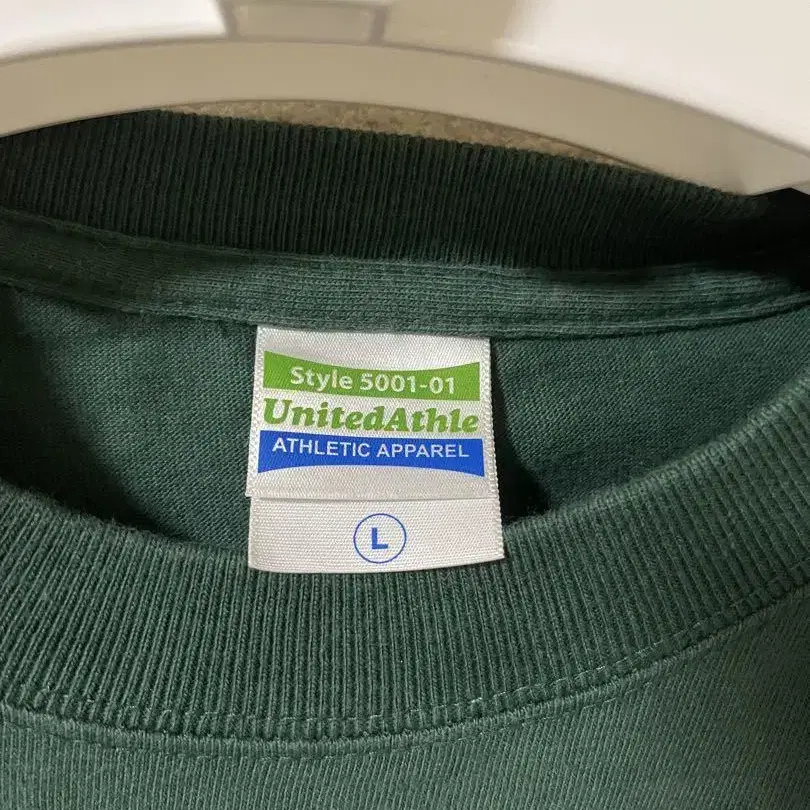 Style 5001-01
UnitedAthle
ATHLETIC APPAREL
L